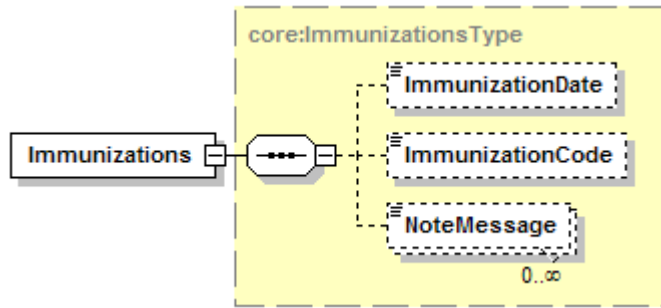 core:ImmunizationsType
ImmunizationDate
Immunizations
ImmunizationCode
NoteMessage
0..∞